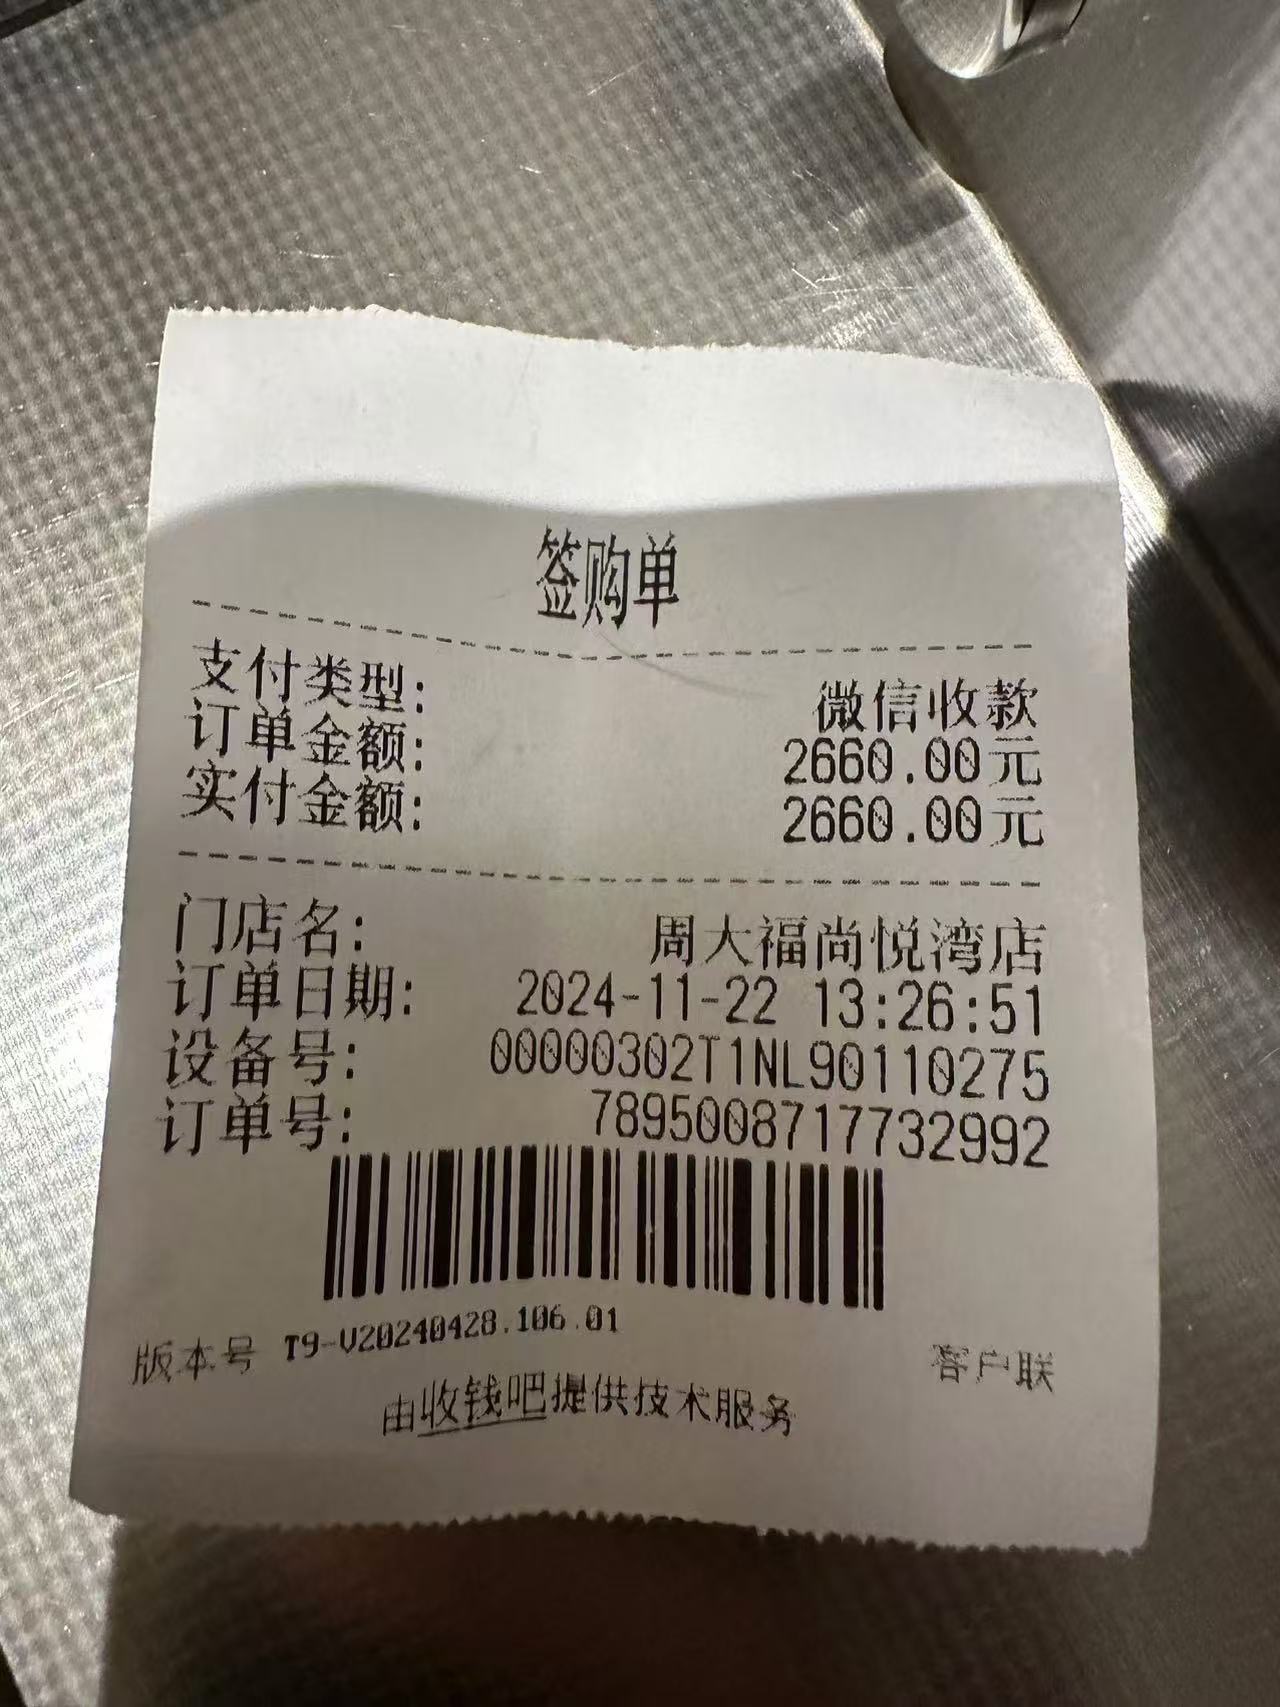 签购单
支付类型: 微信收款
订单金额: 2660.00元
实付金额: 2660.00元
门店名: 周大福尚悦湾店
订单日期: 2024-11-22 13:26:51
设备号: 00000302T1NL90110275
订单号: 7895008717732992
版本号 T9-V20240428.106.01 客户联
由收钱吧提供技术服务